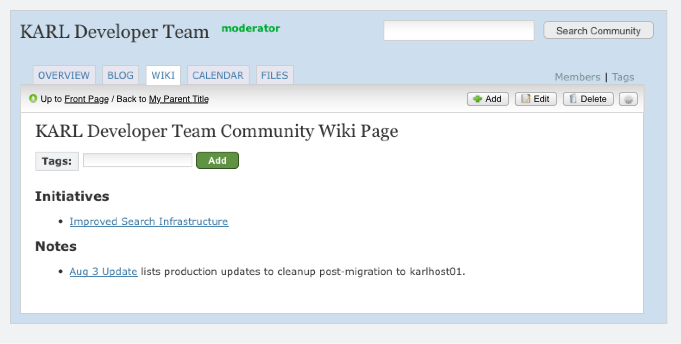 KARL Developer Team moderator Search Community
OVERVIEW BLOG WIKI CALENDAR FILES Members | Tags
Up to Front Page / Back to My Parent Title Add Edit Delete
KARL Developer Team Community Wiki Page
Tags: Add
Initiatives
• Improved Search Infrastructure
Notes
• Aug 3 Update lists production updates to cleanup post-migration to karlhost01.